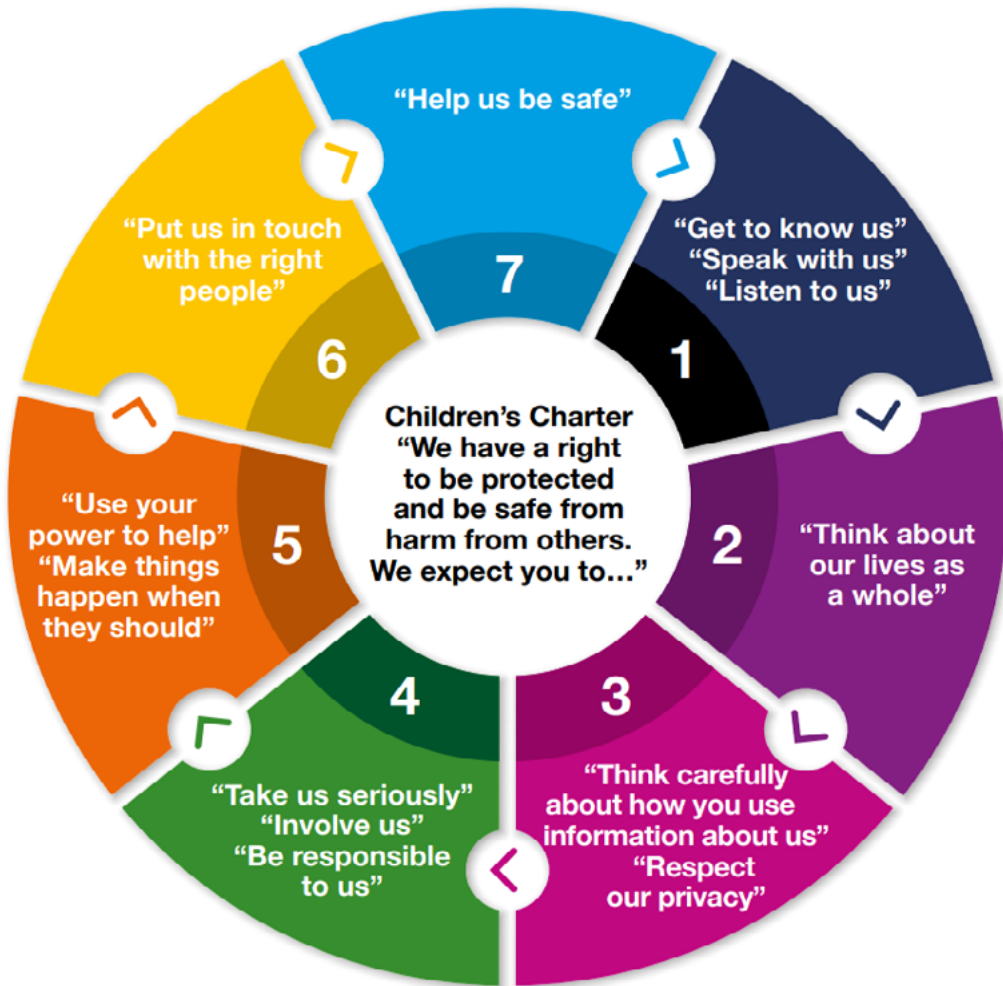 Children’s Charter
“We have a right
to be protected
and be safe from
harm from others.
We expect you to…”
1
“Get to know us”
“Speak with us”
“Listen to us”
2
“Think about
our lives as
a whole”
3
“Think carefully
about how you use
information about us”
“Respect
our privacy”
4
“Take us seriously”
“Involve us”
“Be responsible
to us”
5
“Use your
power to help”
“Make things
happen when
they should”
6
“Put us in touch
with the right
people”
7
“Help us be safe”